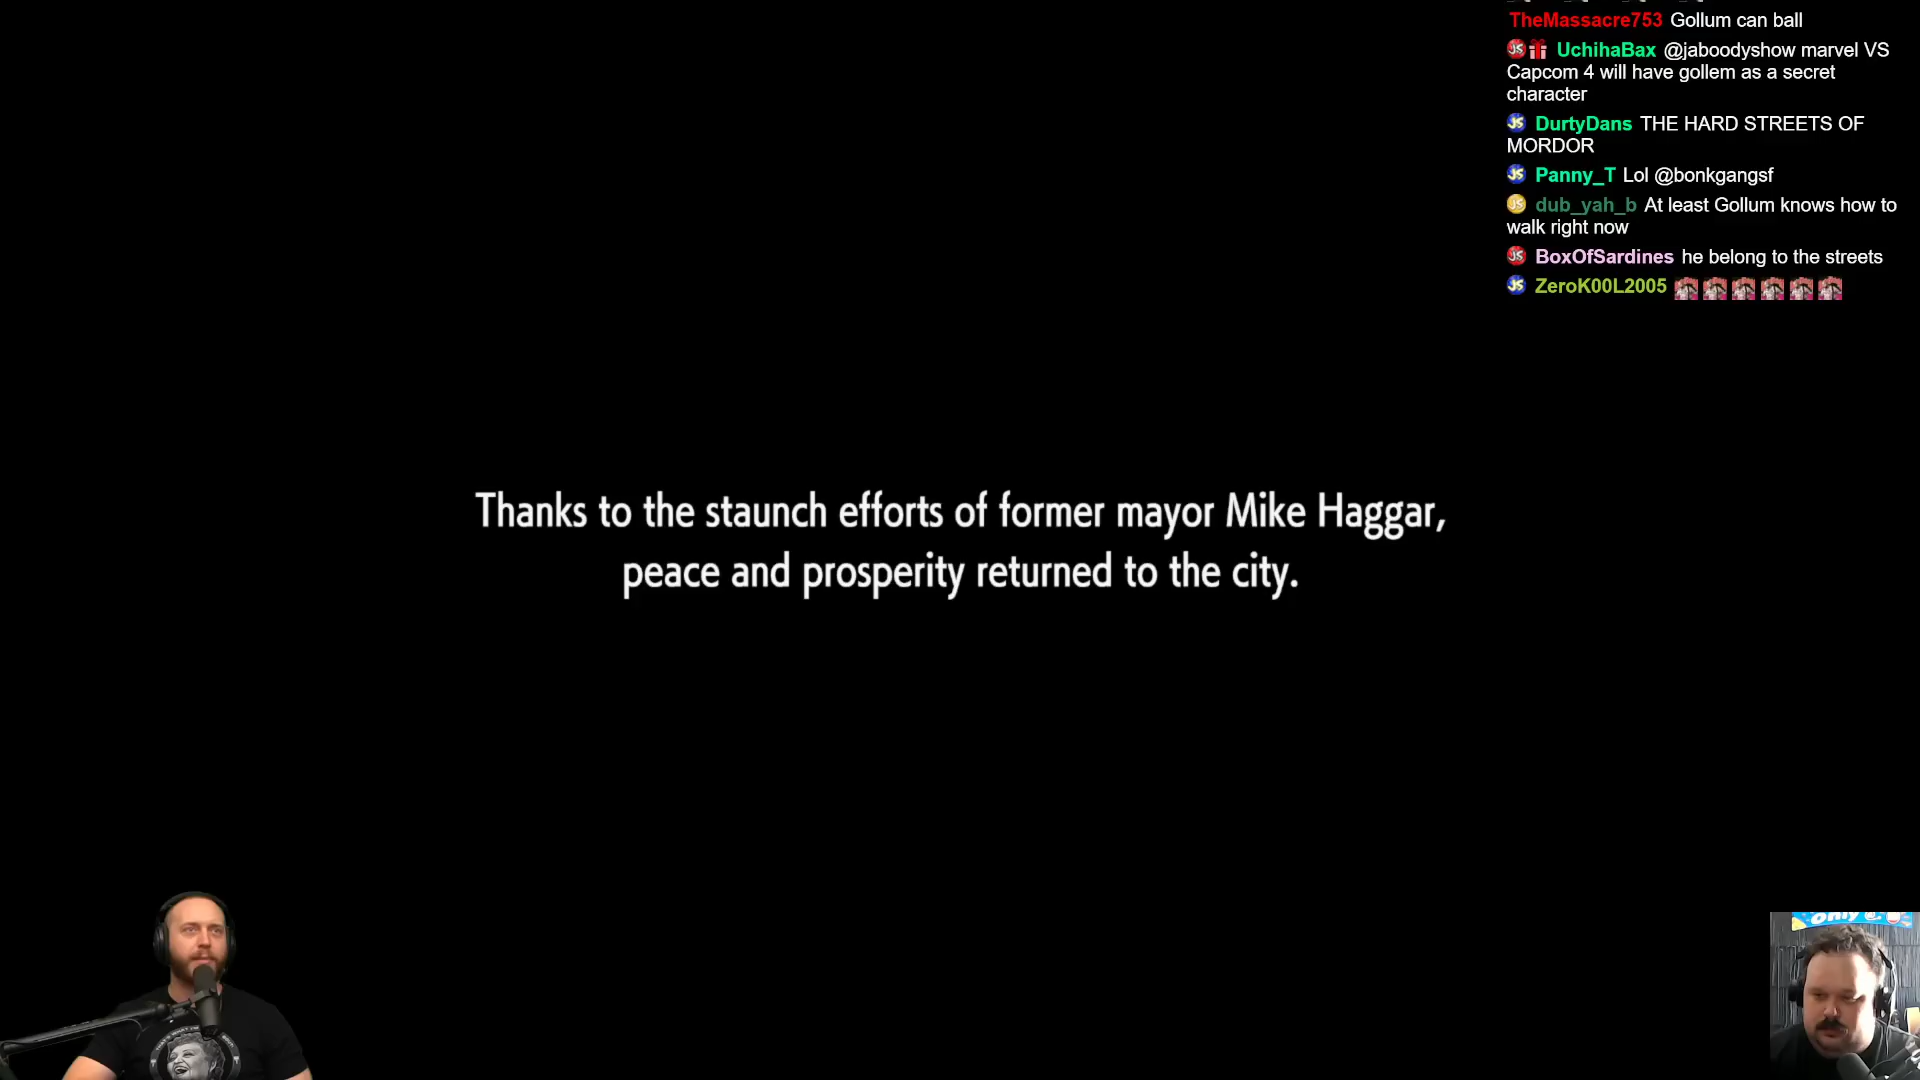 TheMassacre753 Gollum can ball
UchihaBax @jaboodyshow marvel VS
Capcom 4 will have gollem as a secret
character
DurtyDans THE HARD STREETS OF
MORDOR
Panny_T Lol @bonkgangsf
dub_yah_b At least Gollum knows how to
walk right now
BoxOfSardines he belong to the streets
ZeroK00L2005
Thanks to the staunch efforts of former mayor Mike Haggar,
peace and prosperity returned to the city.
only